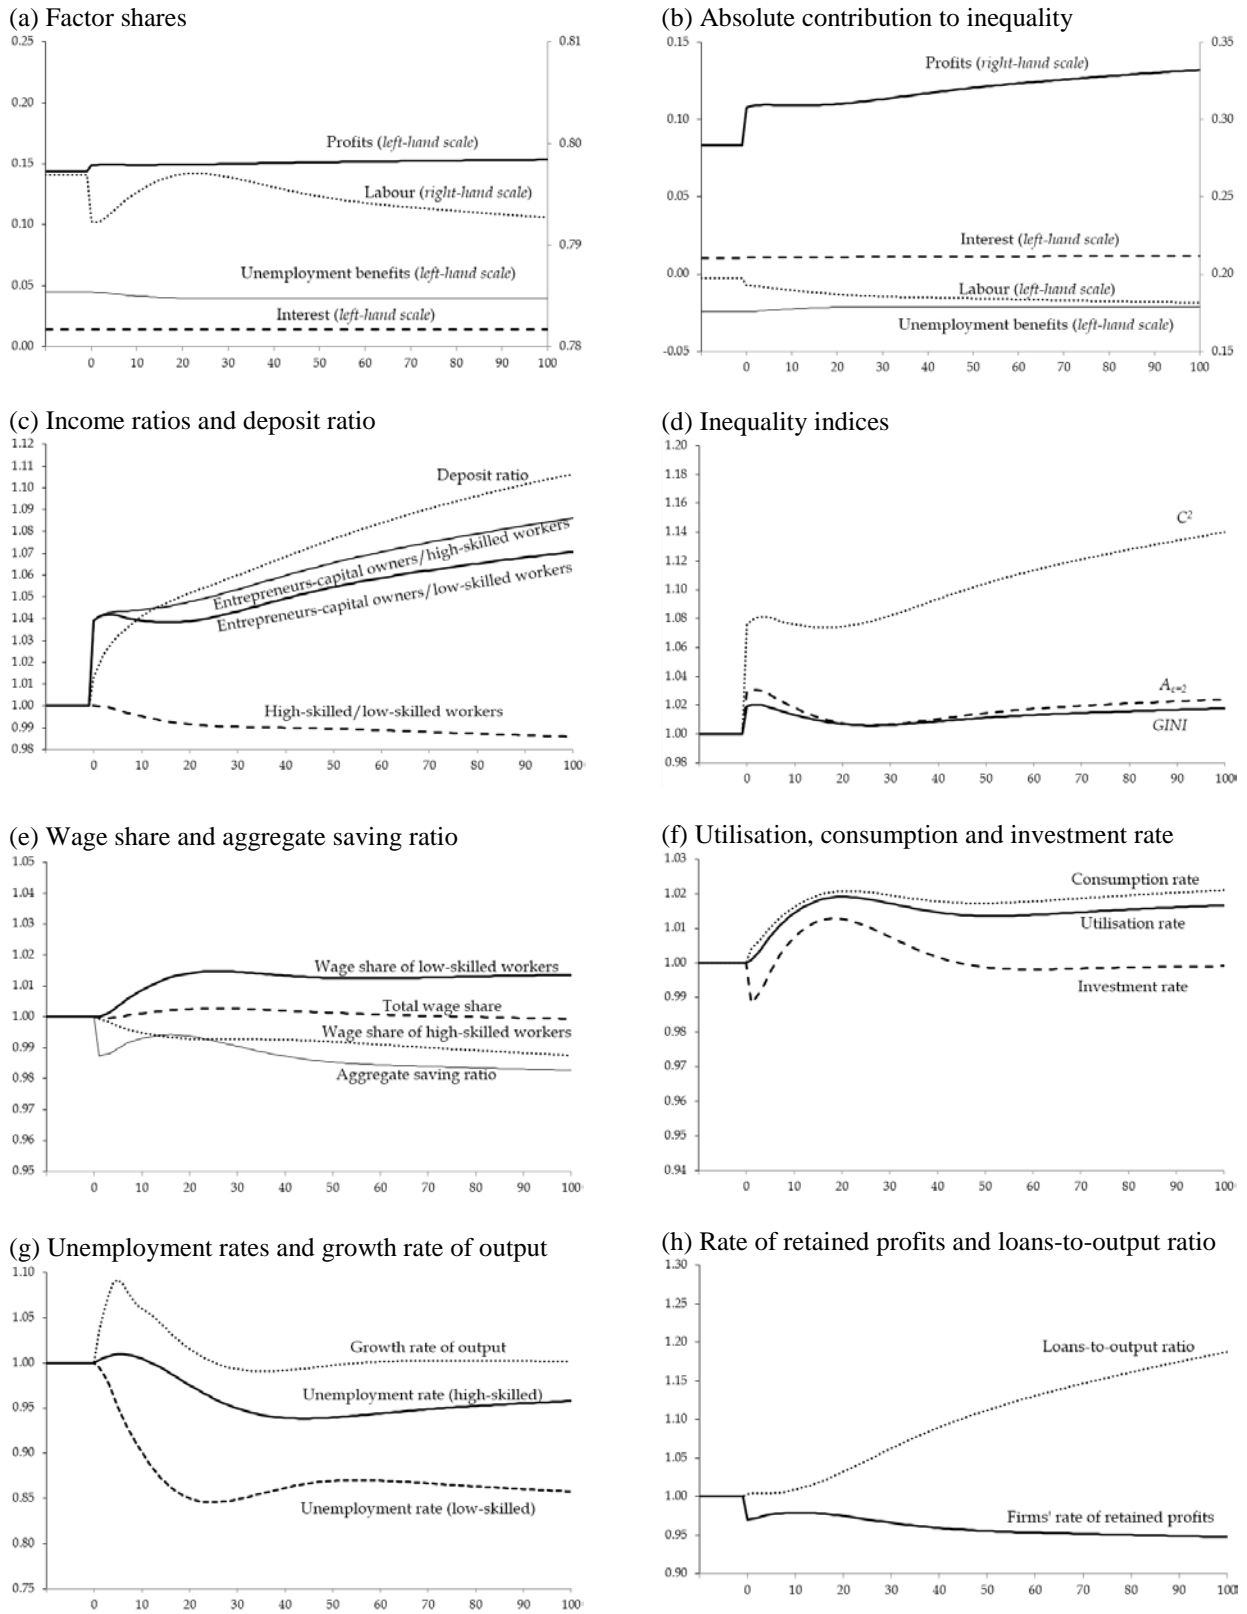 (a) Factor shares
0.25
0.20
0.15
0.10
0.05
0.00
0.81
0.80
0.79
0.78
Profits (left-hand scale)
Labour (right-hand scale)
Unemployment benefits (left-hand scale)
Interest (left-hand scale)
0 10 20 30 40 50 60 70 80 90 100
(b) Absolute contribution to inequality
0.15
0.10
0.05
0.00
-0.05
0.35
0.30
0.25
0.20
0.15
Profits (right-hand scale)
Interest (left-hand scale)
Labour (left-hand scale)
Unemployment benefits (left-hand scale)
0 10 20 30 40 50 60 70 80 90 100
(c) Income ratios and deposit ratio
1.12
1.11
1.10
1.09
1.08
1.07
1.06
1.05
1.04
1.03
1.02
1.01
1.00
0.99
0.98
Deposit ratio
Entrepreneurs-capital owners/high-skilled workers
Entrepreneurs-capital owners/low-skilled workers
High-skilled/low-skilled workers
0 10 20 30 40 50 60 70 80 90 100
(d) Inequality indices
1.20
1.18
1.16
1.14
1.12
1.10
1.08
1.06
1.04
1.02
1.00
0.98
C²
Aε=2
GINI
0 10 20 30 40 50 60 70 80 90 100
(e) Wage share and aggregate saving ratio
1.05
1.04
1.03
1.02
1.01
1.00
0.99
0.98
0.97
0.96
0.95
Wage share of low-skilled workers
Total wage share
Wage share of high-skilled workers
Aggregate saving ratio
0 10 20 30 40 50 60 70 80 90 100
(f) Utilisation, consumption and investment rate
1.03
1.02
1.01
1.00
0.99
0.98
0.97
0.96
0.95
0.94
Consumption rate
Utilisation rate
Investment rate
0 10 20 30 40 50 60 70 80 90 100
(g) Unemployment rates and growth rate of output
1.10
1.05
1.00
0.95
0.90
0.85
0.80
0.75
Growth rate of output
Unemployment rate (high-skilled)
Unemployment rate (low-skilled)
0 10 20 30 40 50 60 70 80 90 100
(h) Rate of retained profits and loans-to-output ratio
1.30
1.25
1.20
1.15
1.10
1.05
1.00
0.95
0.90
Loans-to-output ratio
Firms' rate of retained profits
0 10 20 30 40 50 60 70 80 90 100